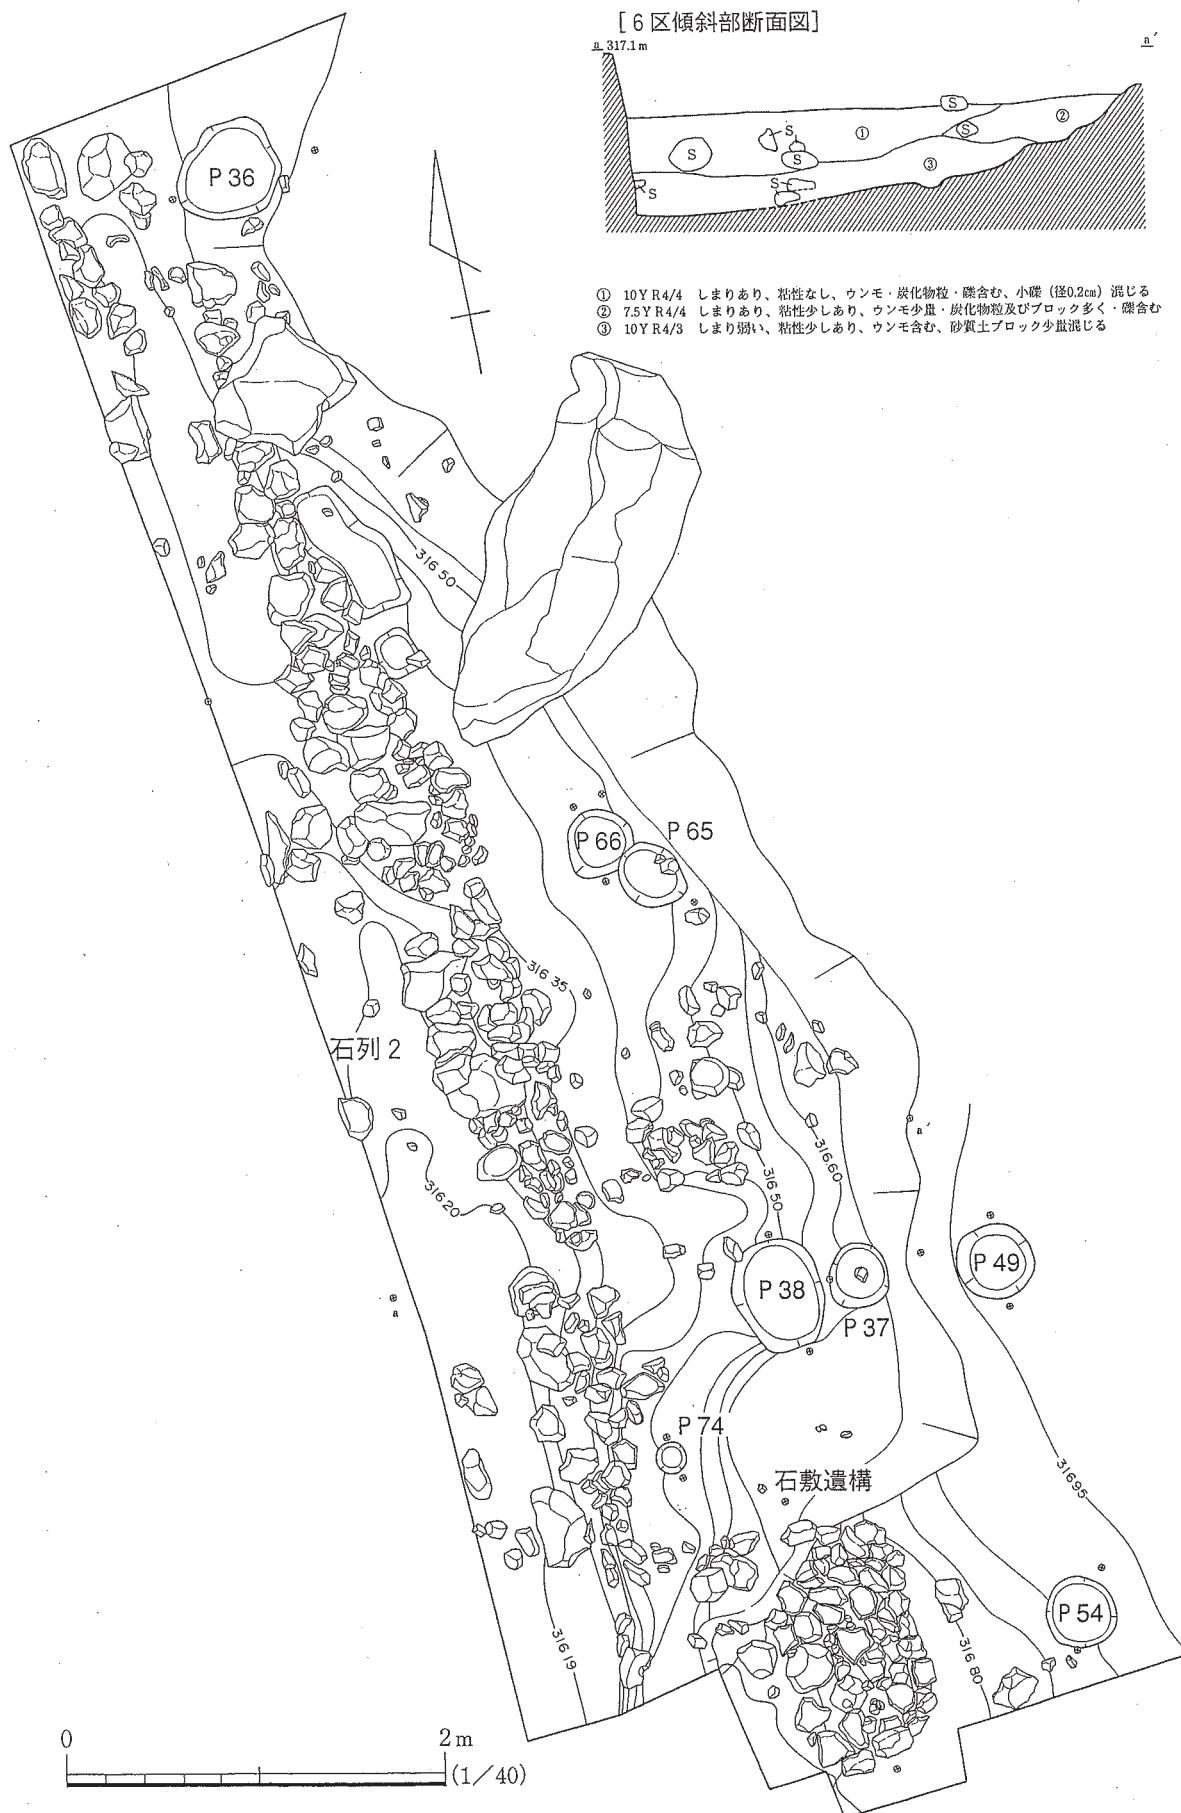 [6区傾斜部断面図]
a 317.1m
a′
S
①
②
S
S
S
S
S
③
S
S
① 10YR4/4 しまりあり、粘性なし、ウンモ・炭化物粒・礫含む、小礫（径0.2㎝）混じる
② 7.5YR4/4 しまりあり、粘性少しあり、ウンモ少量・炭化物粒及びブロック多く・礫含む
③ 10YR4/3 しまり弱い、粘性少しあり、ウンモ含む、砂質土ブロック少量混じる
P36
316.50
P66
P65
316.35
石列2
a′
316.60
316.50
316.20
P49
P38
a
P37
P74
石敷遺構
316.95
P54
316.19
316.80
0
2m
(1/40)